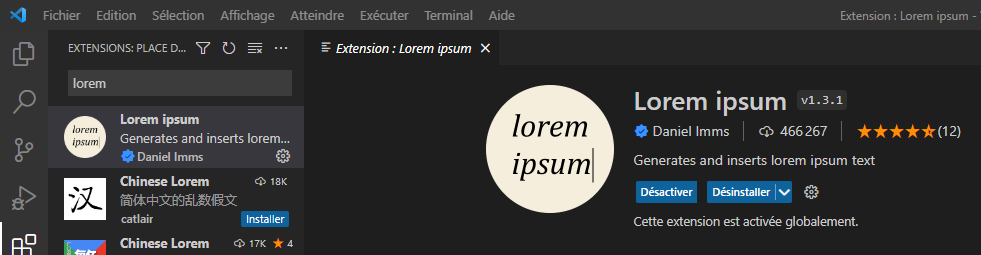 Fichier Edition Sélection Affichage Atteindre Exécuter Terminal Aide Extension : Lorem ipsum -
EXTENSIONS: PLACE D...
lorem
Lorem ipsum
Generates and inserts lorem...
Daniel Imms
lorem
ipsum
Chinese Lorem 18K
简体中文的乱数假文
catlair Installer
汉
Chinese Lorem 17K 4
Extension : Lorem ipsum
lorem
ipsum
Lorem ipsum v1.3.1
Daniel Imms 466 267 (12)
Generates and inserts lorem ipsum text
Désactiver Désinstaller
Cette extension est activée globalement.